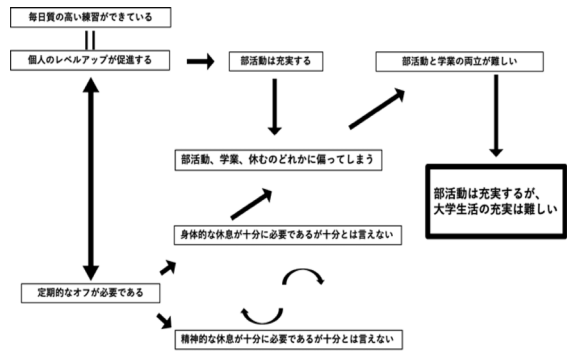 毎日質の高い練習ができている
個人のレベルアップが促進する
部活動は充実する
部活動と学業の両立が難しい
部活動、学業、休むのどれかに偏ってしまう
部活動は充実するが、
大学生活の充実は難しい
身体的な休息が十分に必要であるが十分とは言えない
定期的なオフが必要である
精神的な休息が十分に必要であるが十分とは言えない